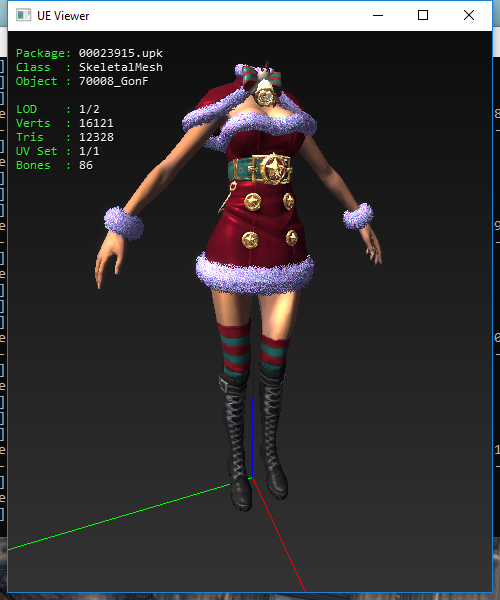 UE Viewer
Package: 00023915.upk
Class : SkeletalMesh
Object : 70008_GonF
LOD : 1/2
Verts : 16121
Tris : 12328
UV Set : 1/1
Bones : 86